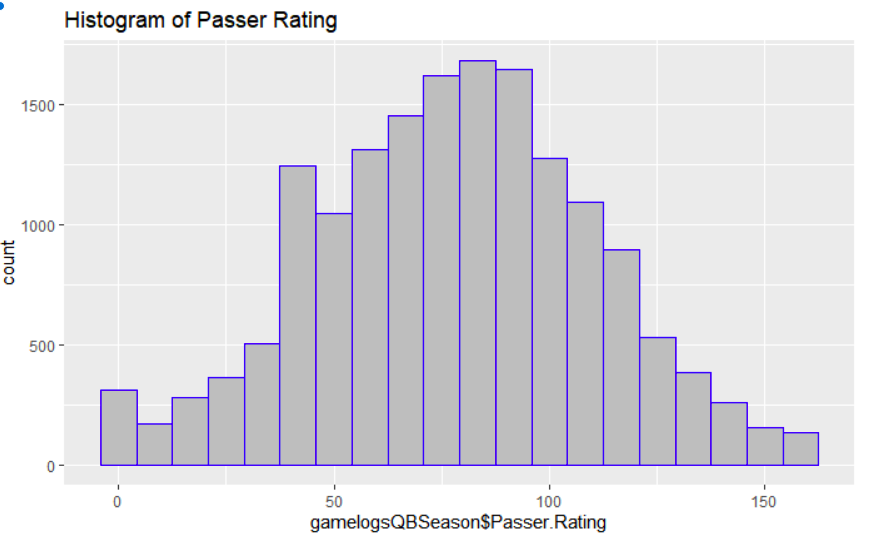 Histogram of Passer Rating
1500
1000
500
0
count
0 50 100 150
gamelogsQBSeason$Passer.Rating